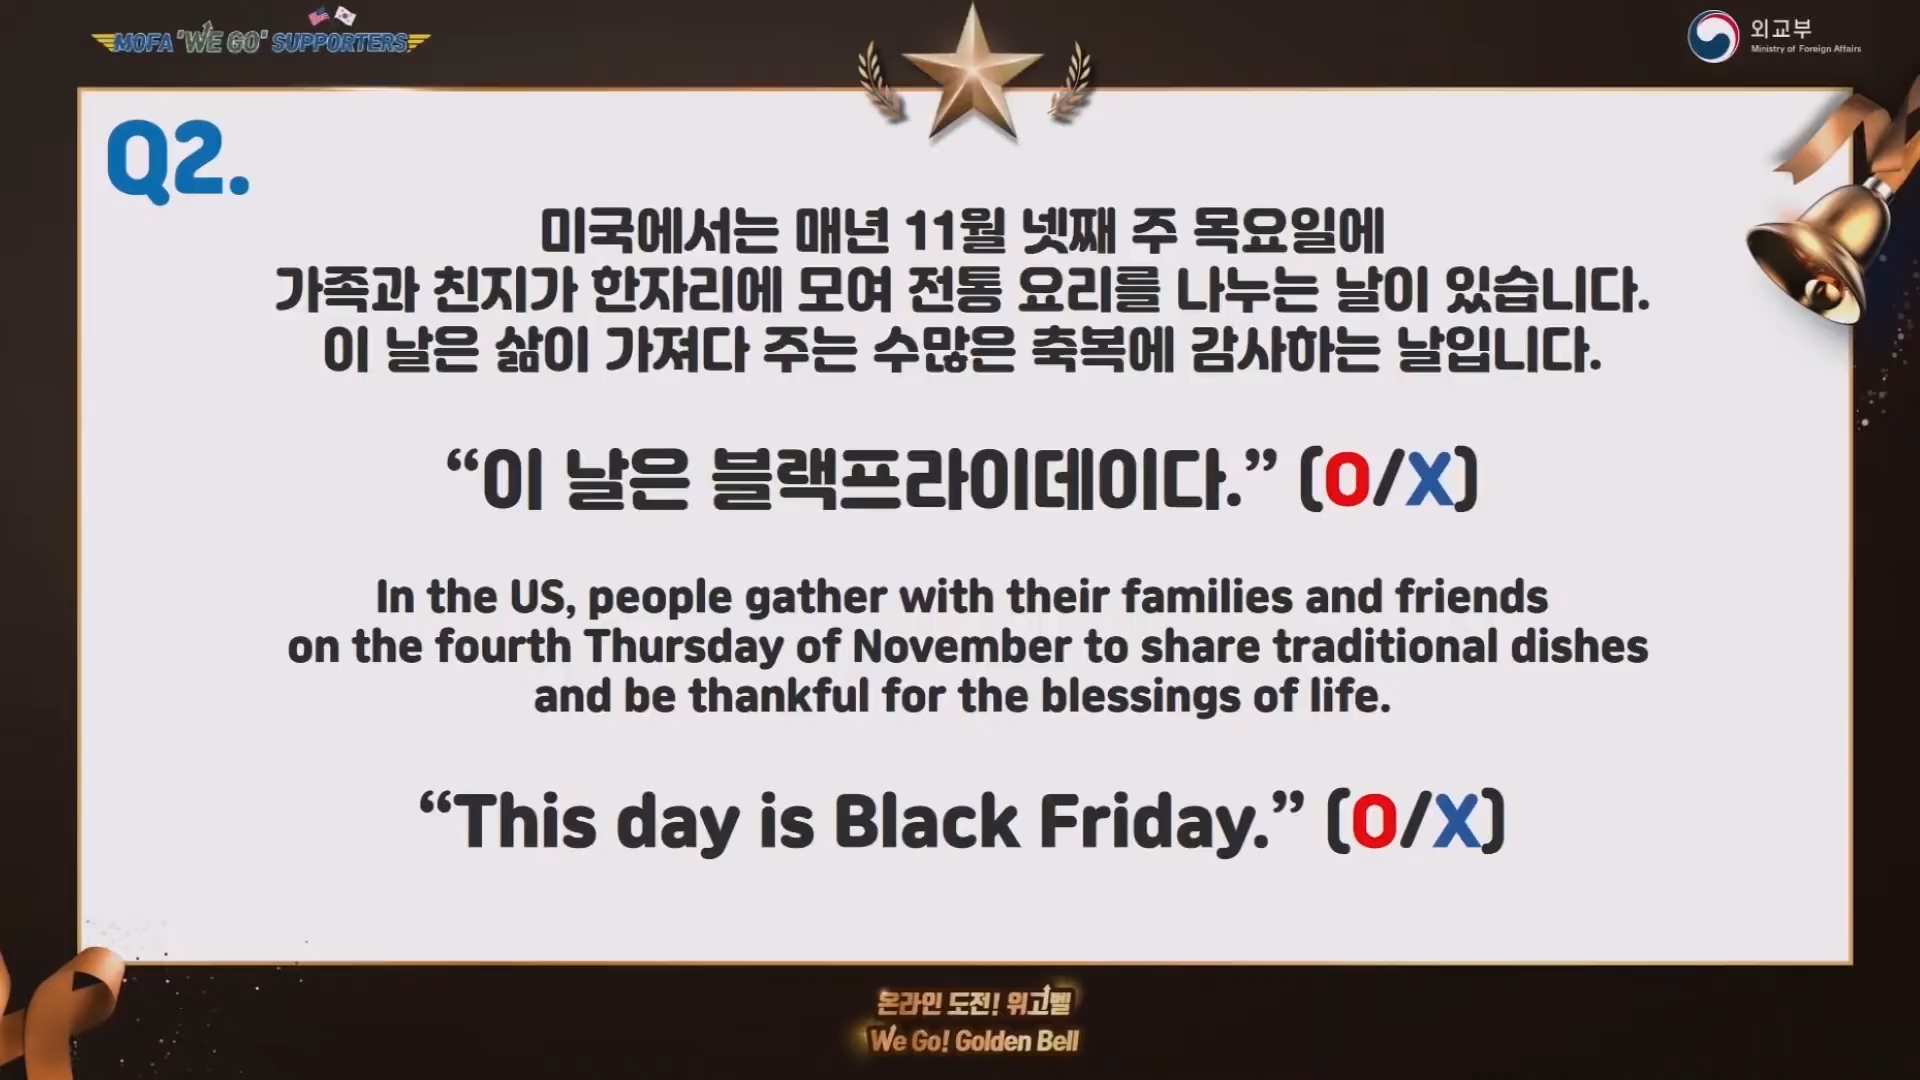 MOFA 'WE GO' SUPPORTERS
외교부
Ministry of Foreign Affairs
Q2.
미국에서는 매년 11월 넷째 주 목요일에
가족과 친지가 한자리에 모여 전통 요리를 나누는 날이 있습니다.
이 날은 삶이 가져다 주는 수많은 축복에 감사하는 날입니다.
“이 날은 블랙프라이데이다.” (O/X)
In the US, people gather with their families and friends
on the fourth Thursday of November to share traditional dishes
and be thankful for the blessings of life.
“This day is Black Friday.” (O/X)
온라인 도전! 위고벨
We Go! Golden Bell